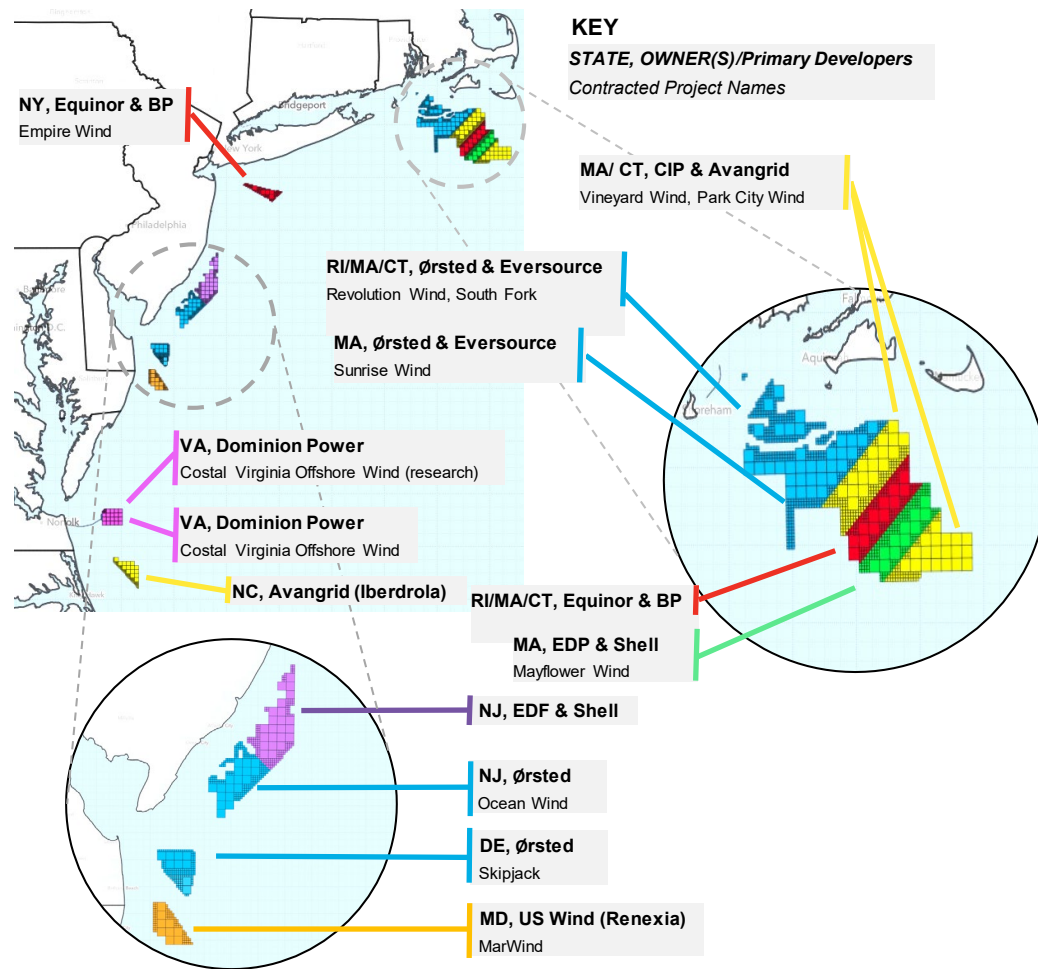 KEY
STATE, OWNER(S)/Primary Developers
Contracted Project Names
NY, Equinor & BP
Empire Wind
New York
Philadelphia
Norfolk
MA/ CT, CIP & Avangrid
Vineyard Wind, Park City Wind
RI/MA/CT, Ørsted & Eversource
Revolution Wind, South Fork
MA, Ørsted & Eversource
Sunrise Wind
VA, Dominion Power
Costal Virginia Offshore Wind (research)
VA, Dominion Power
Costal Virginia Offshore Wind
NC, Avangrid (Iberdrola)
RI/MA/CT, Equinor & BP
MA, EDP & Shell
Mayflower Wind
NJ, EDF & Shell
NJ, Ørsted
Ocean Wind
DE, Ørsted
Skipjack
MD, US Wind (Renexia)
MarWind